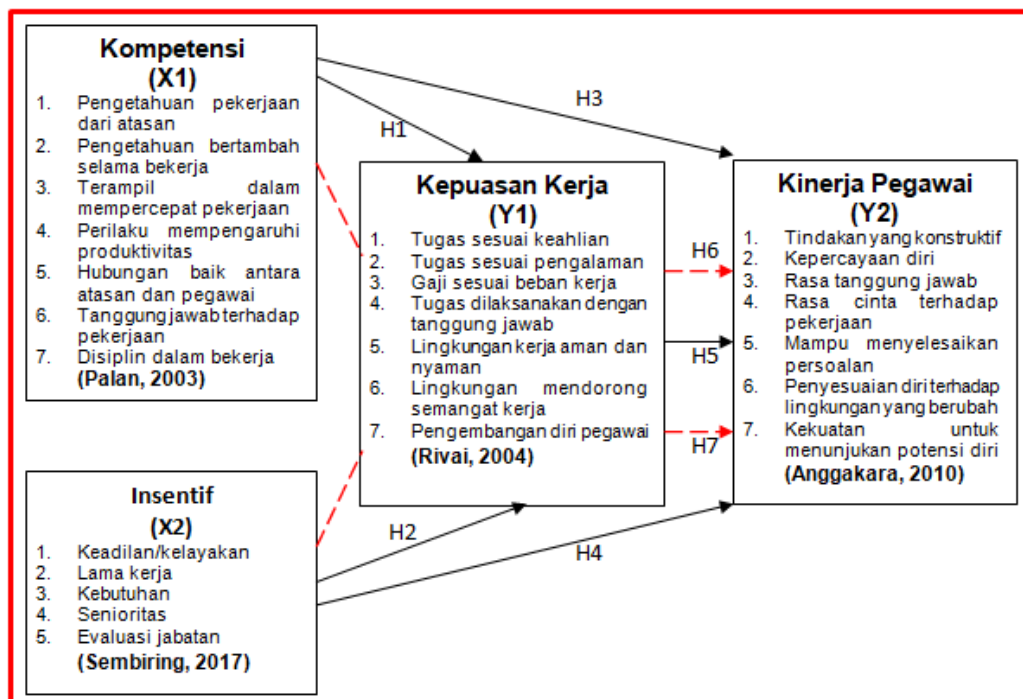 Kompetensi
(X1)
1. Pengetahuan pekerjaan
dari atasan
2. Pengetahuan bertambah
selama bekerja
3. Terampil dalam
mempercepat pekerjaan
4. Perilaku mempengaruhi
produktivitas
5. Hubungan baik antara
atasan dan pegawai
6. Tanggung jawab terhadap
pekerjaan
7. Disiplin dalam bekerja
(Palan, 2003)
H3
H1
Kepuasan Kerja
(Y1)
1. Tugas sesuai keahlian
2. Tugas sesuai pengalaman
3. Gaji sesuai beban kerja
4. Tugas dilaksanakan dengan
tanggung jawab
5. Lingkungan kerja aman dan
nyaman
6. Lingkungan mendorong
semangat kerja
7. Pengembangan diri pegawai
(Rivai, 2004)
H6
H5
H7
Kinerja Pegawai
(Y2)
1. Tindakan yang konstruktif
2. Kepercayaan diri
3. Rasa tanggung jawab
4. Rasa cinta terhadap
pekerjaan
5. Mampu menyelesaikan
persoalan
6. Penyesuaian diri terhadap
lingkungan yang berubah
7. Kekuatan untuk
menunjukan potensi diri
(Anggakara, 2010)
Insentif
(X2)
1. Keadilan/kelayakan
2. Lama kerja
3. Kebutuhan
4. Senioritas
5. Evaluasi jabatan
(Sembiring, 2017)
H2
H4